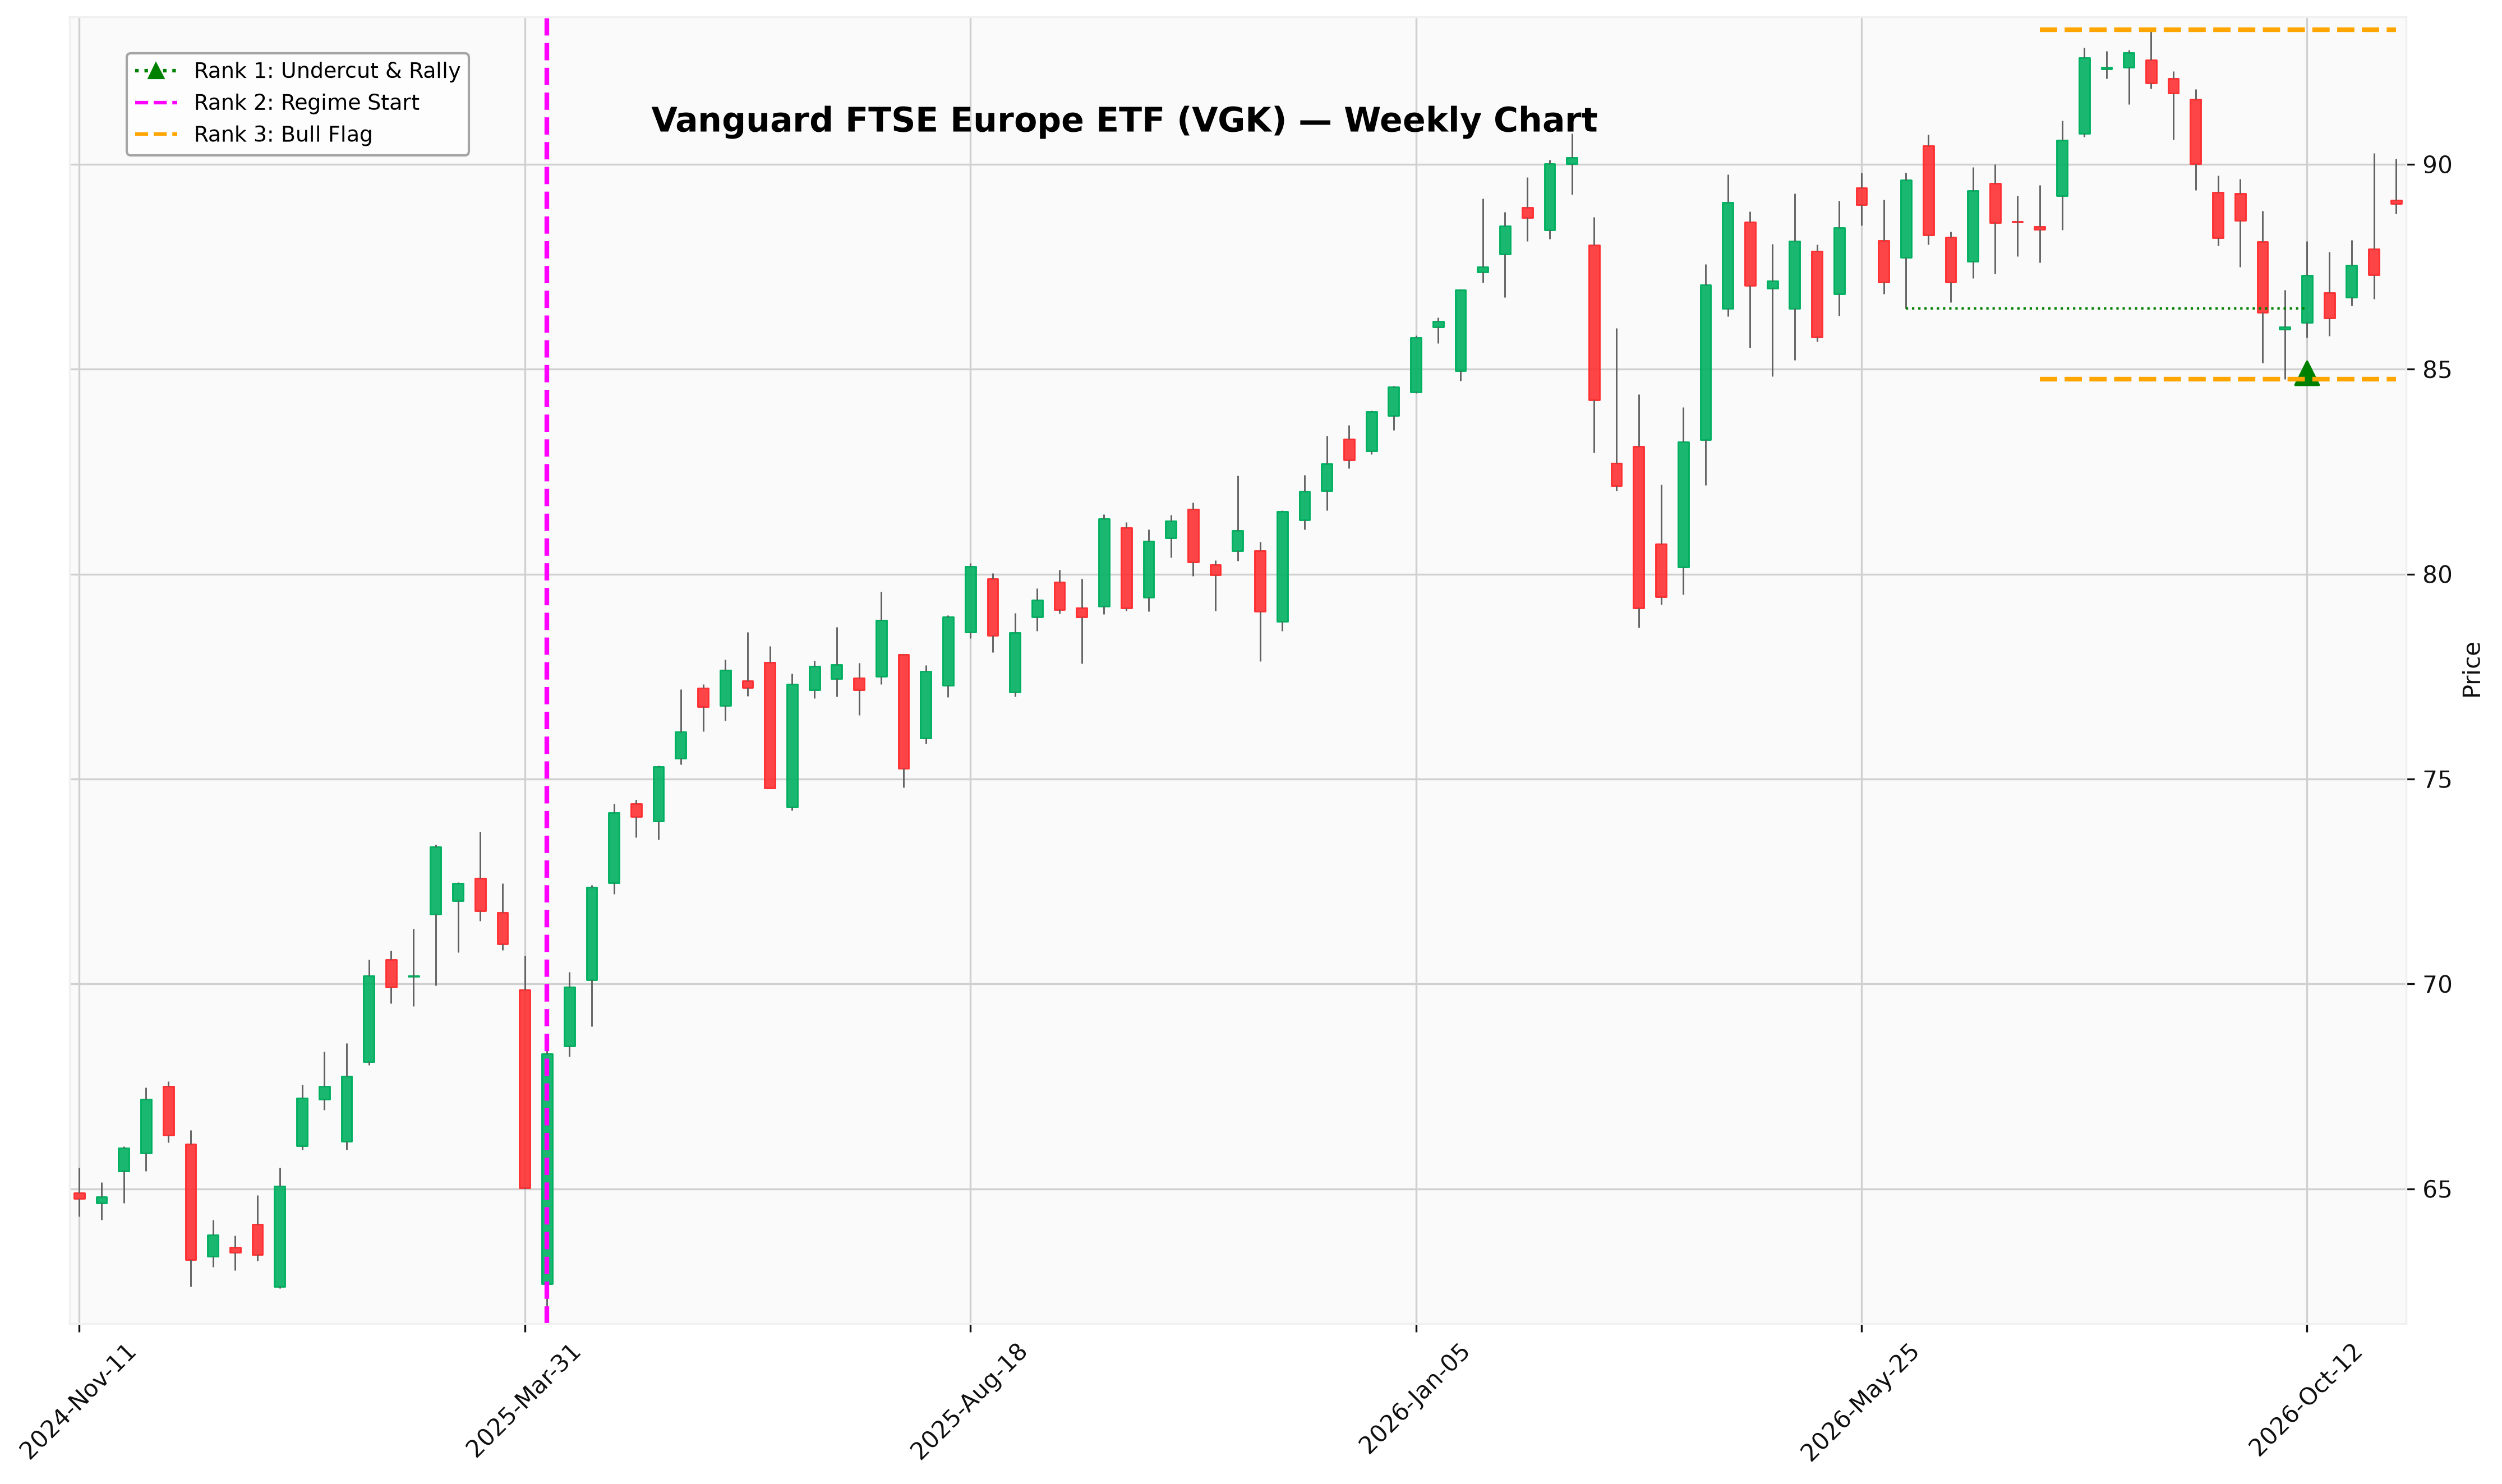 Rank 1: Undercut & Rally
Rank 2: Regime Start
Rank 3: Bull Flag
Vanguard FTSE Europe ETF (VGK) — Weekly Chart
90
85
80
75
70
65
Price
2024-Nov-11
2025-Mar-31
2025-Aug-18
2026-Jan-05
2026-May-25
2026-Oct-12